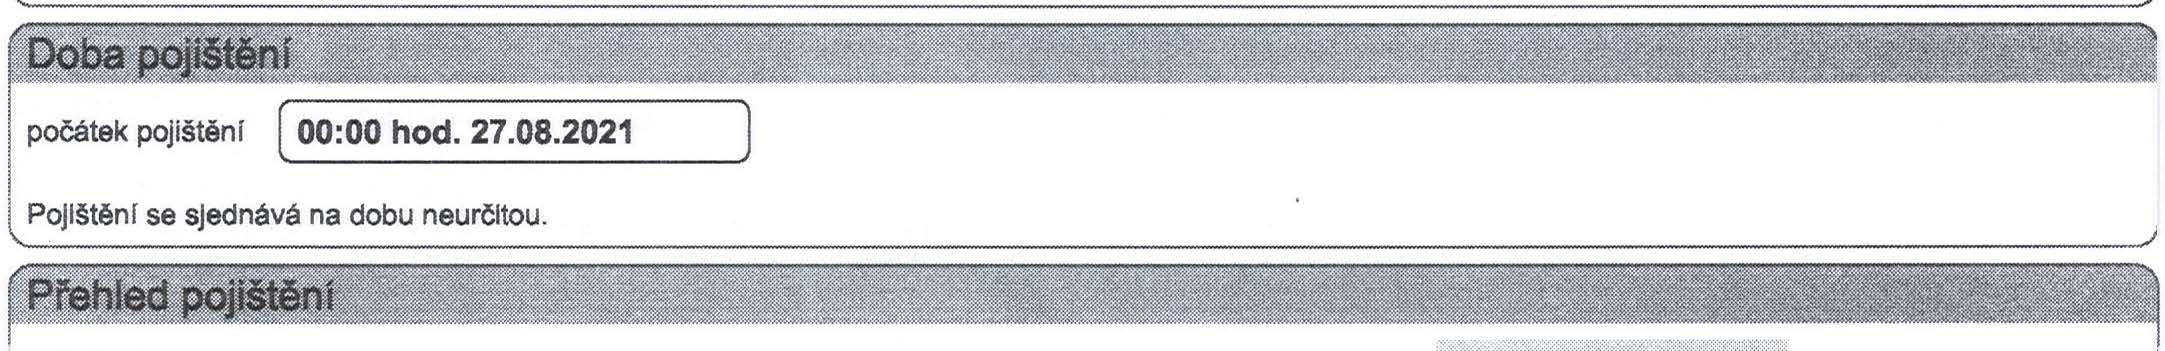 Doba pojištění
počátek pojištění 00:00 hod. 27.08.2021
Pojištění se sjednává na dobu neurčitou.
Přehled pojištění